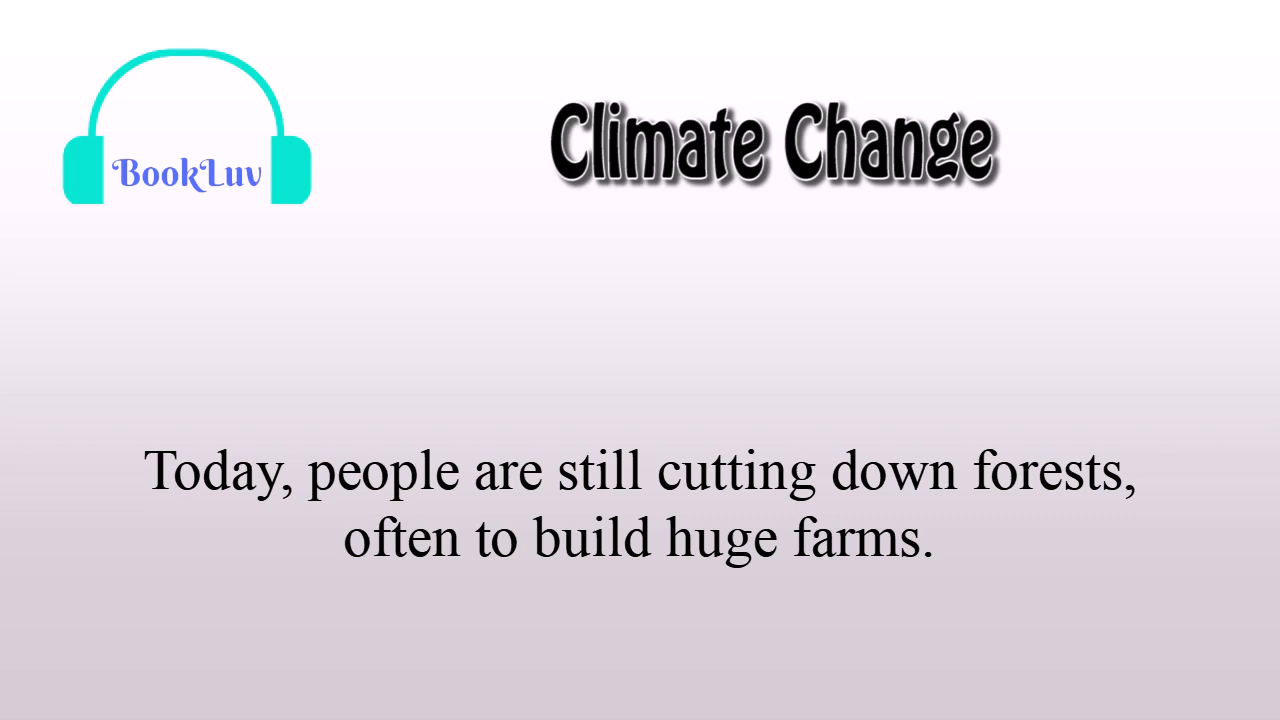 BookLuv
Climate Change
Today, people are still cutting down forests,
often to build huge farms.